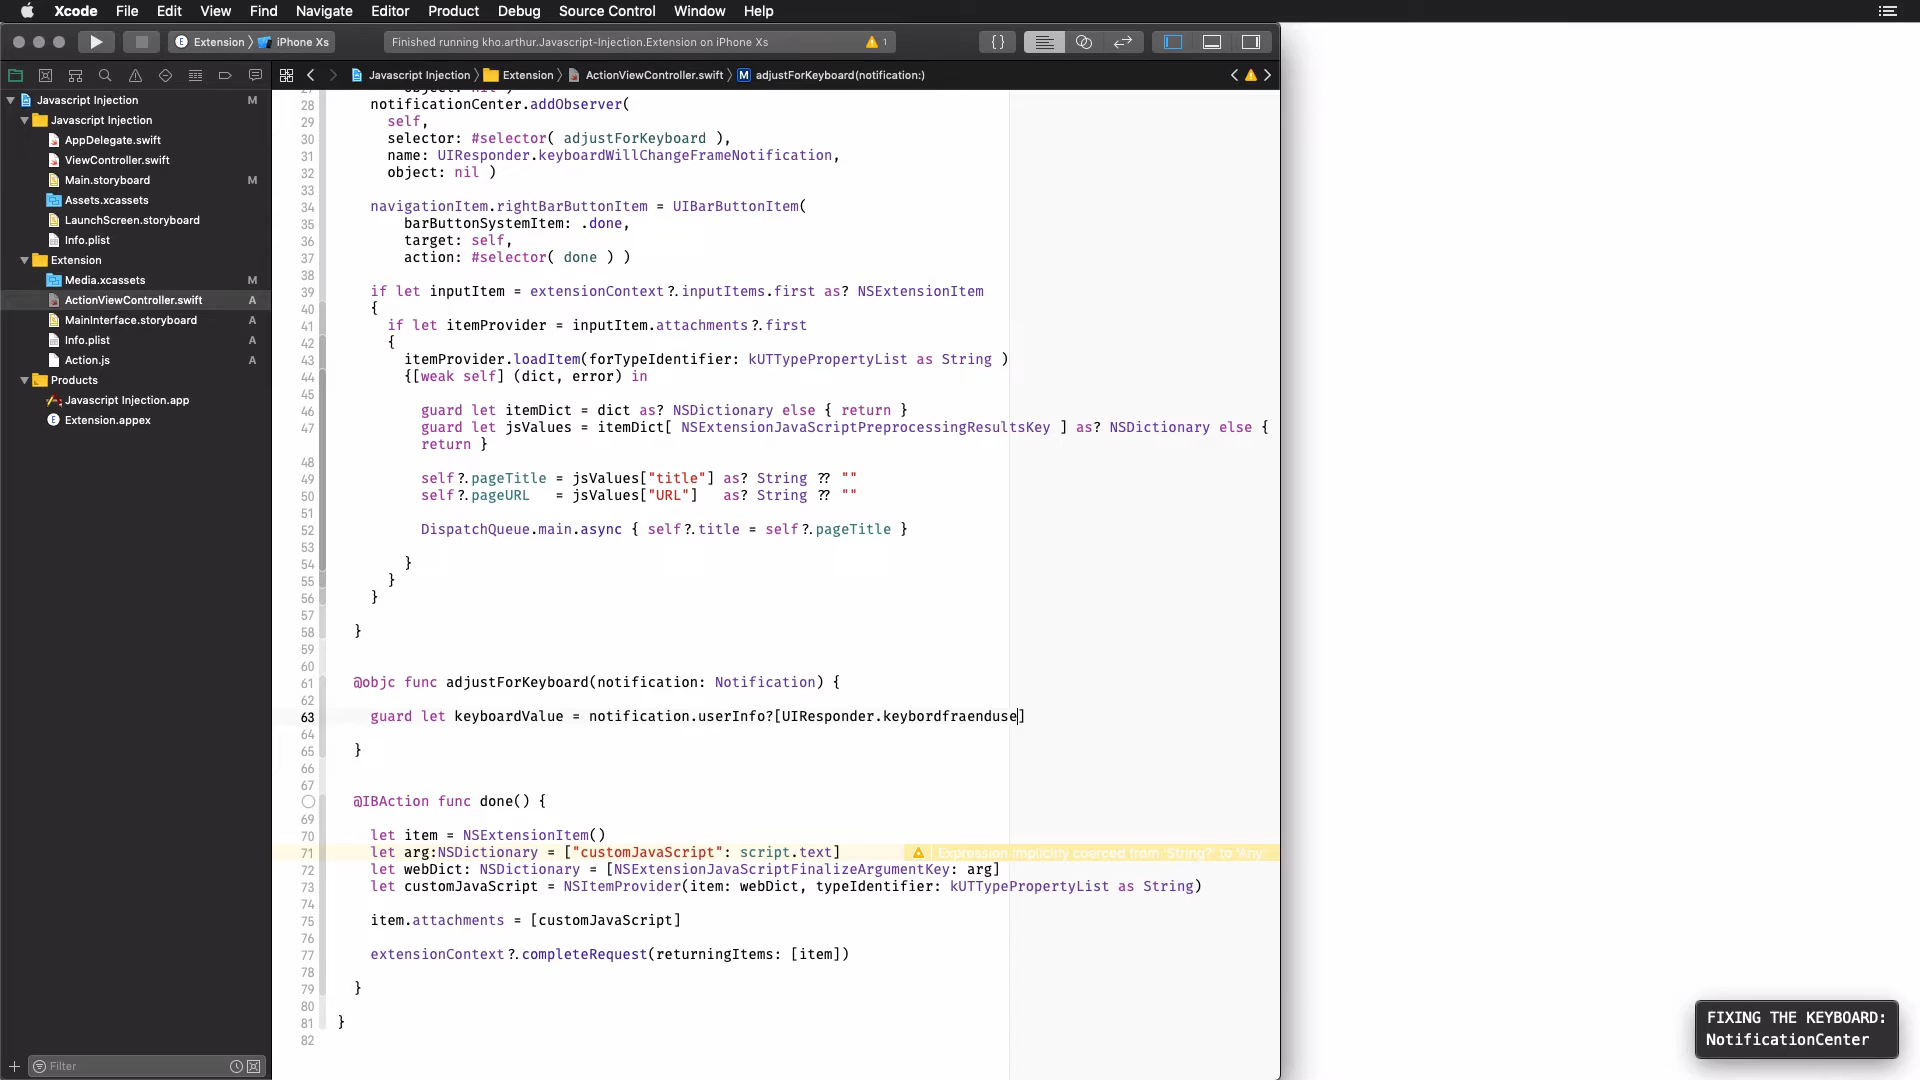 Xcode File Edit View Find Navigate Editor Product Debug Source Control Window Help
Extension iPhone Xs
Finished running kho.arthur.Javascript-Injection.Extension on iPhone Xs
1
Javascript Injection Extension ActionViewController.swift M adjustForKeyboard(notification:)
Javascript Injection M
Javascript Injection
AppDelegate.swift
ViewController.swift
Main.storyboard M
Assets.xcassets
LaunchScreen.storyboard
Info.plist
Extension
Media.xcassets M
ActionViewController.swift A
MainInterface.storyboard A
Info.plist A
Action.js A
Products
Javascript Injection.app
Extension.appex
Filter
27 object: nil )
28 notificationCenter.addObserver(
29 self,
30 selector: #selector( adjustForKeyboard ),
31 name: UIResponder.keyboardWillChangeFrameNotification,
32 object: nil )
33
34 navigationItem.rightBarButtonItem = UIBarButtonItem(
35 barButtonSystemItem: .done,
36 target: self,
37 action: #selector( done ) )
38
39 if let inputItem = extensionContext?.inputItems.first as? NSExtensionItem
40 {
41 if let itemProvider = inputItem.attachments?.first
42 {
43 itemProvider.loadItem(forTypeIdentifier: kUTTypePropertyList as String )
44 {[weak self] (dict, error) in
45
46 guard let itemDict = dict as? NSDictionary else { return }
47 guard let jsValues = itemDict[ NSExtensionJavaScriptPreprocessingResultsKey ] as? NSDictionary else {
return }
48
49 self?.pageTitle = jsValues["title"] as? String ?? ""
50 self?.pageURL = jsValues["URL"] as? String ?? ""
51
52 DispatchQueue.main.async { self?.title = self?.pageTitle }
53
54 }
55 }
56 }
57
58 }
59
60
61 @objc func adjustForKeyboard(notification: Notification) {
62
63 guard let keyboardValue = notification.userInfo?[UIResponder.keybordfraenduse]
64
65 }
66
67
@IBAction func done() {
69
70 let item = NSExtensionItem()
71 let arg:NSDictionary = ["customJavaScript": script.text] Expression implicitly coerced from 'String?' to 'Any
72 let webDict: NSDictionary = [NSExtensionJavaScriptFinalizeArgumentKey: arg]
73 let customJavaScript = NSItemProvider(item: webDict, typeIdentifier: kUTTypePropertyList as String)
74
75 item.attachments = [customJavaScript]
76
77 extensionContext?.completeRequest(returningItems: [item])
78
79 }
80
81 }
82
FIXING THE KEYBOARD:
NotificationCenter